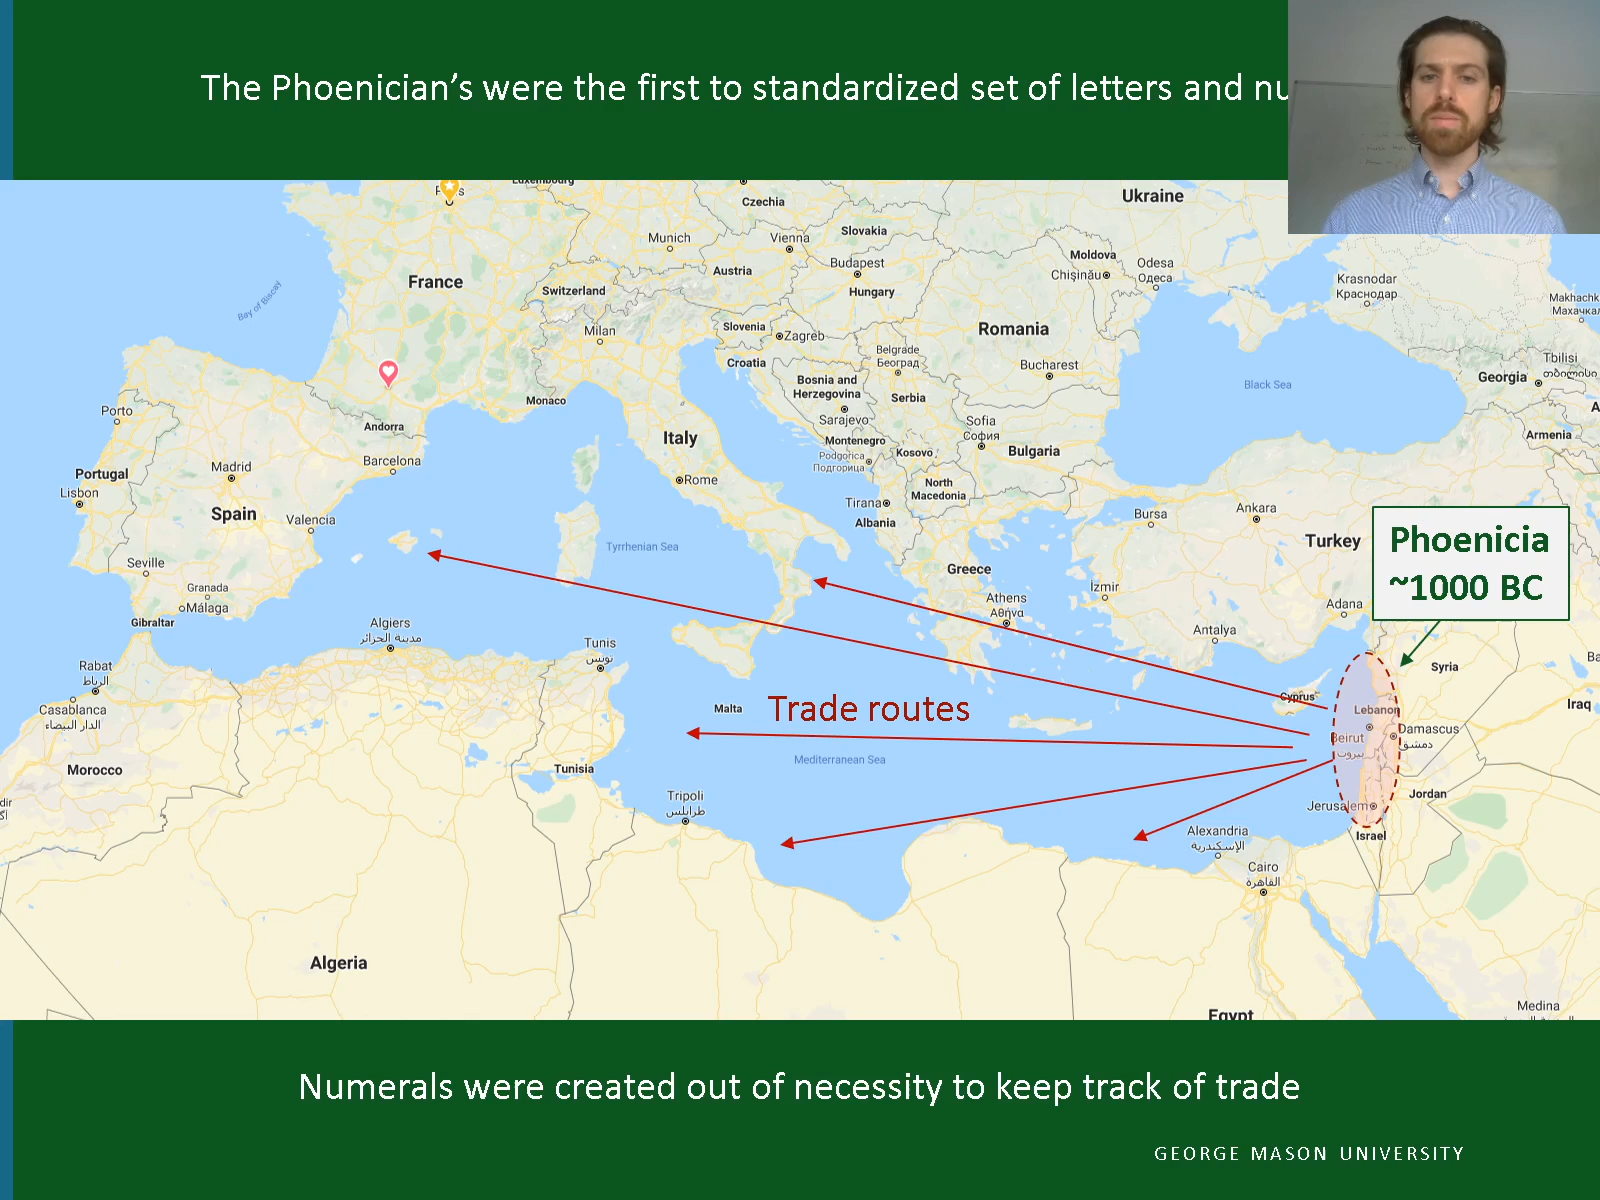 The Phoenician's were the first to standardized set of letters and nu
Luxembourg
Czechia
Ukraine
Slovakia
Munich
Vienna
Moldova
Chișinău
Odesa
Одеса
Budapest
France
Austria
Switzerland
Hungary
Krasnodar
Краснодар
Bay of Biscay
Milan
Slovenia
Zagreb
Romania
Croatia
Belgrade
Београд
Bucharest
Tbilisi
თბილისი
Georgia
Bosnia and
Herzegovina
Black Sea
Monaco
Serbia
Porto
Andorra
Sarajevo
Sofia
София
Armenia
Italy
Montenegro
Kosovo
Bulgaria
Podgorica
Подгорица
Barcelona
Madrid
Portugal
Rome
North
Macedonia
Lisbon
Tirana
Albania
Ankara
Bursa
Spain
Valencia
Turkey
Phoenicia
~1000 BC
Tyrrhenian Sea
Seville
Greece
Granada
Málaga
İzmir
Athens
Αθήνα
Adana
Gibraltar
Algiers
مدينة الجزائر
Antalya
Tunis
تونس
Rabat
الرباط
Syria
Cyprus
Casablanca
الدار البيضاء
Malta
Trade routes
Lebanon
Iraq
Beirut
بيروت
Damascus
دمشق
Mediterranean Sea
Morocco
Tunisia
Tripoli
طرابلس
Jordan
Jerusalem
Alexandria
الإسكندرية
Israel
Cairo
القاهرة
Algeria
Medina
Egypt
Numerals were created out of necessity to keep track of trade
GEORGE MASON UNIVERSITY